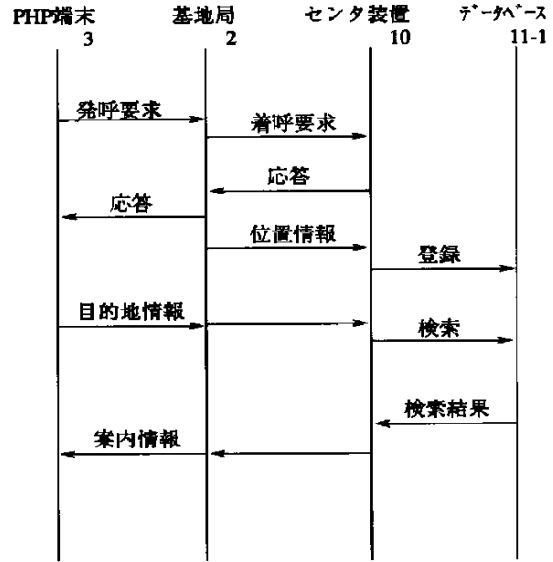 PHP端末 基地局 センタ装置 データベース
3 2 10 11-1
発呼要求
着呼要求
応答
応答
位置情報
登録
目的地情報
検索
検索結果
案内情報